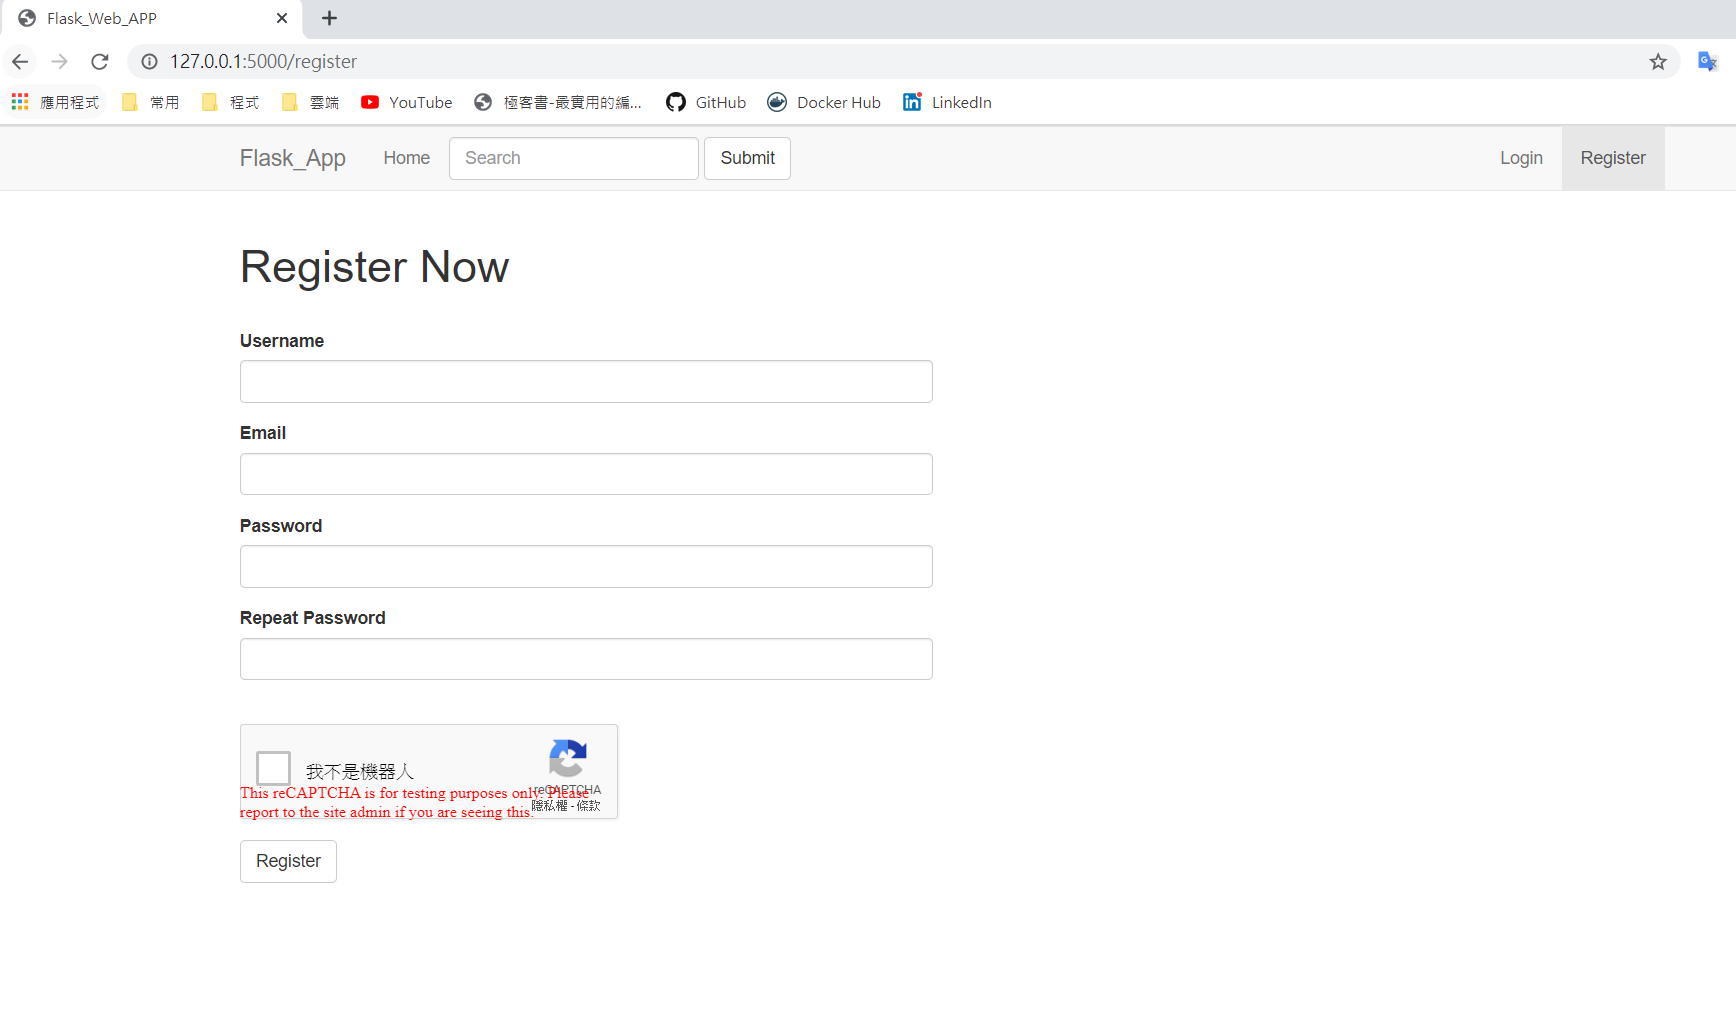 Flask_Web_APP
127.0.0.1:5000/register
應用程式 常用 程式 雲端 YouTube 極客書-最實用的編... GitHub Docker Hub LinkedIn
Flask_App Home Search Submit Login Register
Register Now
Username
Email
Password
Repeat Password
我不是機器人
reCAPTCHA
隱私權 - 條款
This reCAPTCHA is for testing purposes only. Please
report to the site admin if you are seeing this.
Register